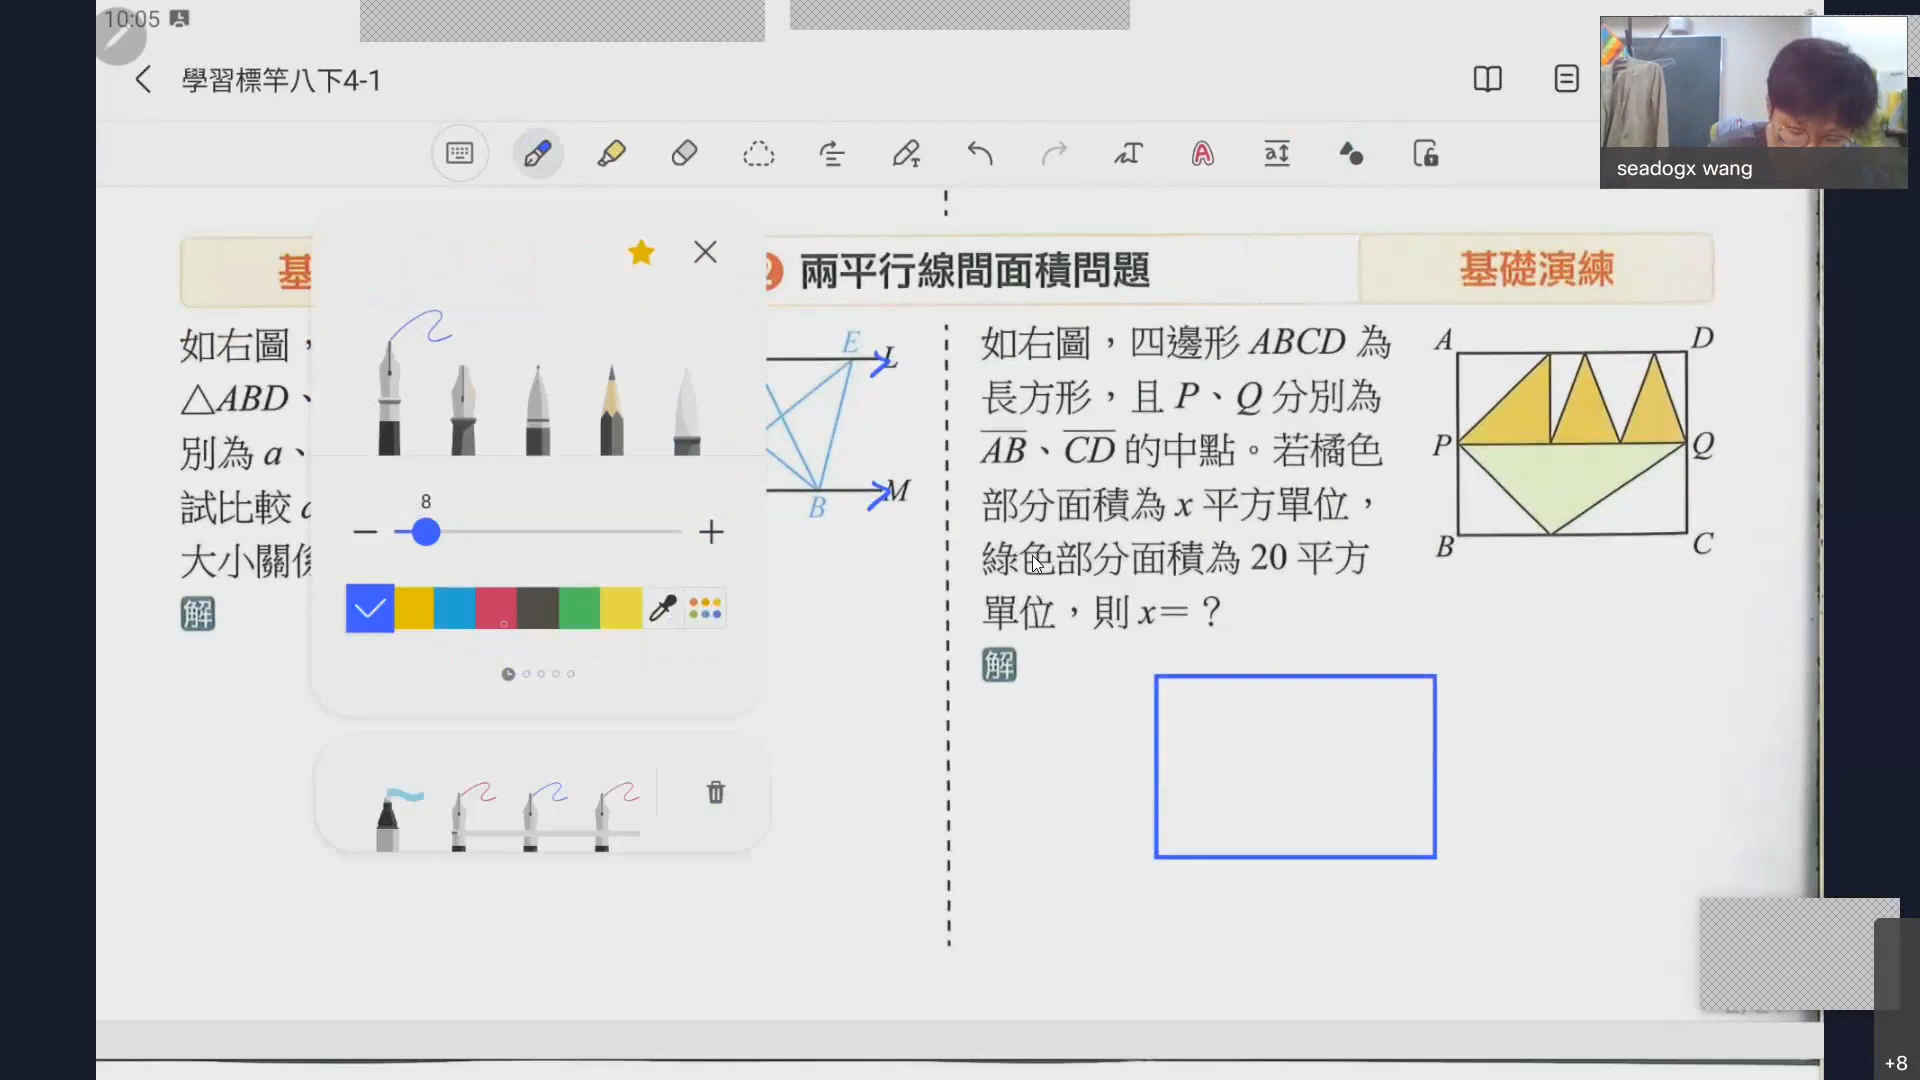 10:05
學習標竿八下4-1
seadogx wang
基
兩平行線間面積問題
基礎演練
如右圖，
△ABD、
別為 a、
試比較
大小關係
解
E
L
B
M
8
如右圖，四邊形 ABCD 為
長方形，且 P、Q 分別為
AB、CD 的中點。若橘色
部分面積為 x 平方單位，
綠色部分面積為 20 平方
單位，則 x=？
解
A
D
P
Q
B
C
+8